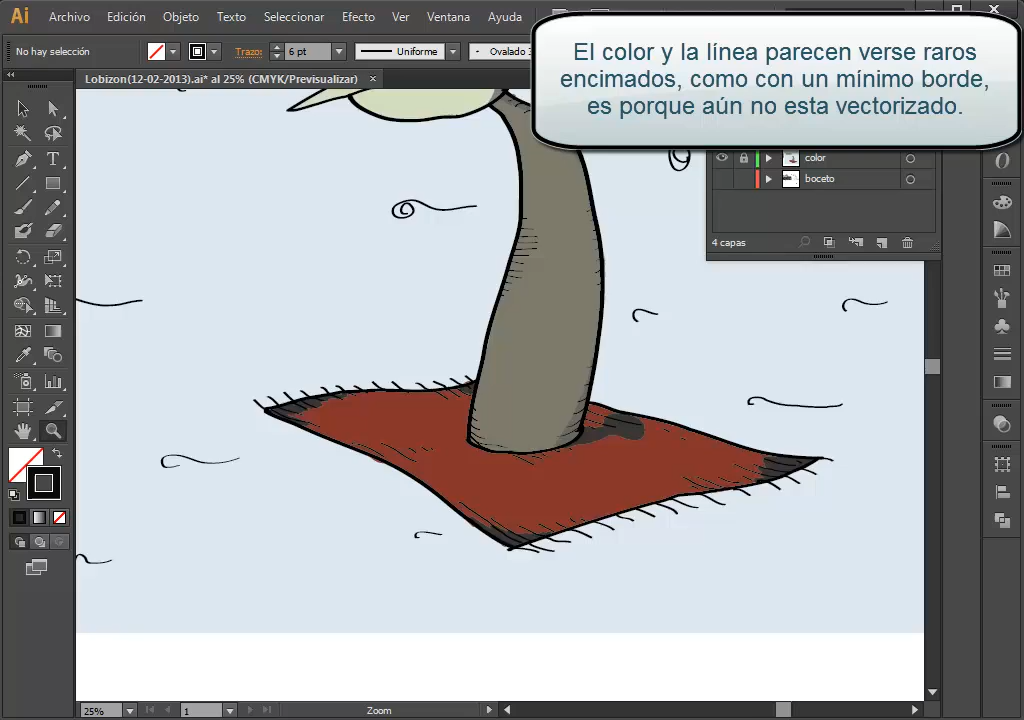 Ai Archivo Edición Objeto Texto Seleccionar Efecto Ver Ventana Ayuda
No hay selección Trazo: 6 pt Uniforme Ovalado 3
Lobizon(12-02-2013).ai* al 25% (CMYK/Previsualizar) ×
El color y la línea parecen verse raros
encimados, como con un mínimo borde,
es porque aún no esta vectorizado.
color
boceto
4 capas
25% 1 Zoom